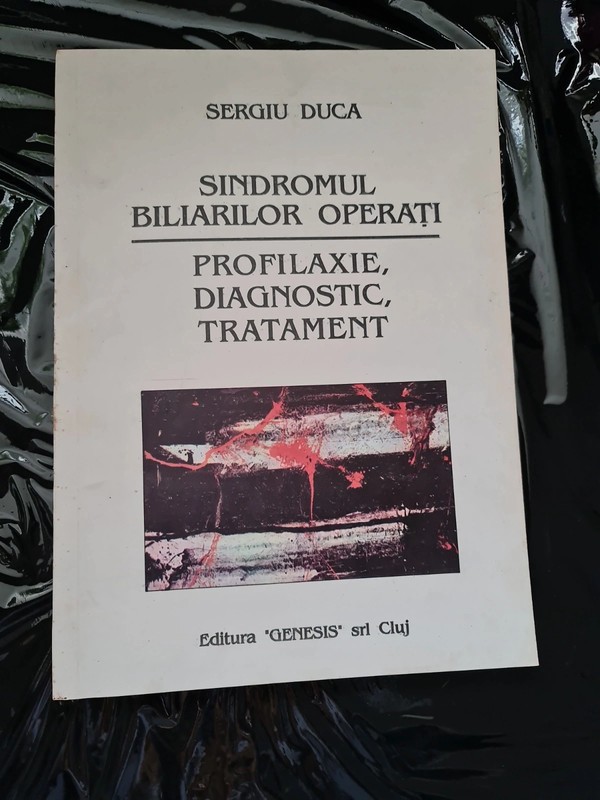 SERGIU DUCA
SINDROMUL
BILIARILOR OPERAȚI
PROFILAXIE,
DIAGNOSTIC,
TRATAMENT
Editura "GENESIS" srl Cluj